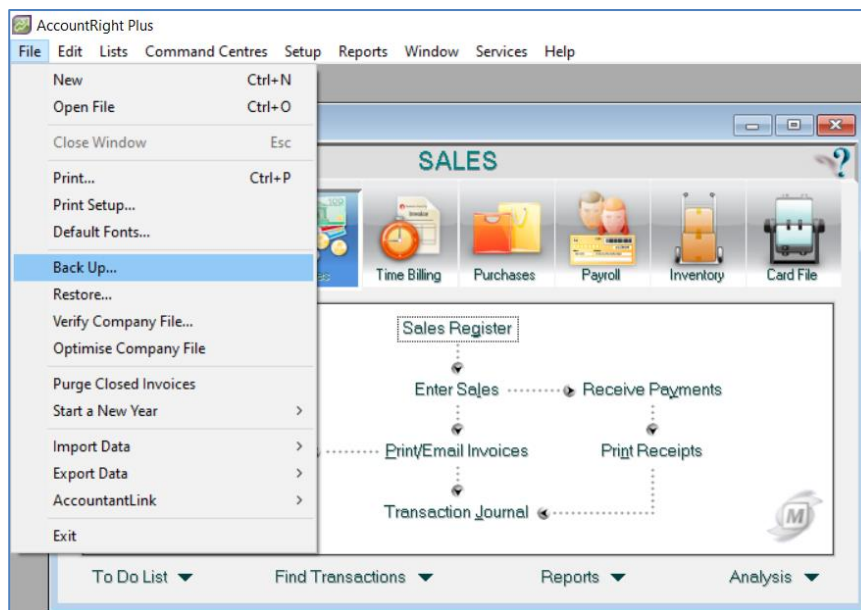 AccountRight Plus
File Edit Lists Command Centres Setup Reports Window Services Help
New Ctrl+N
Open File Ctrl+O
Close Window Esc
Print... Ctrl+P
Print Setup...
Default Fonts...
Back Up...
Restore...
Verify Company File...
Optimise Company File
Purge Closed Invoices
Start a New Year
Import Data
Export Data
AccountantLink
Exit
SALES
Time Billing Purchases Payroll Inventory Card File
Sales Register
Enter Sales Receive Payments
Print/Email Invoices Print Receipts
Transaction Journal
To Do List Find Transactions Reports Analysis